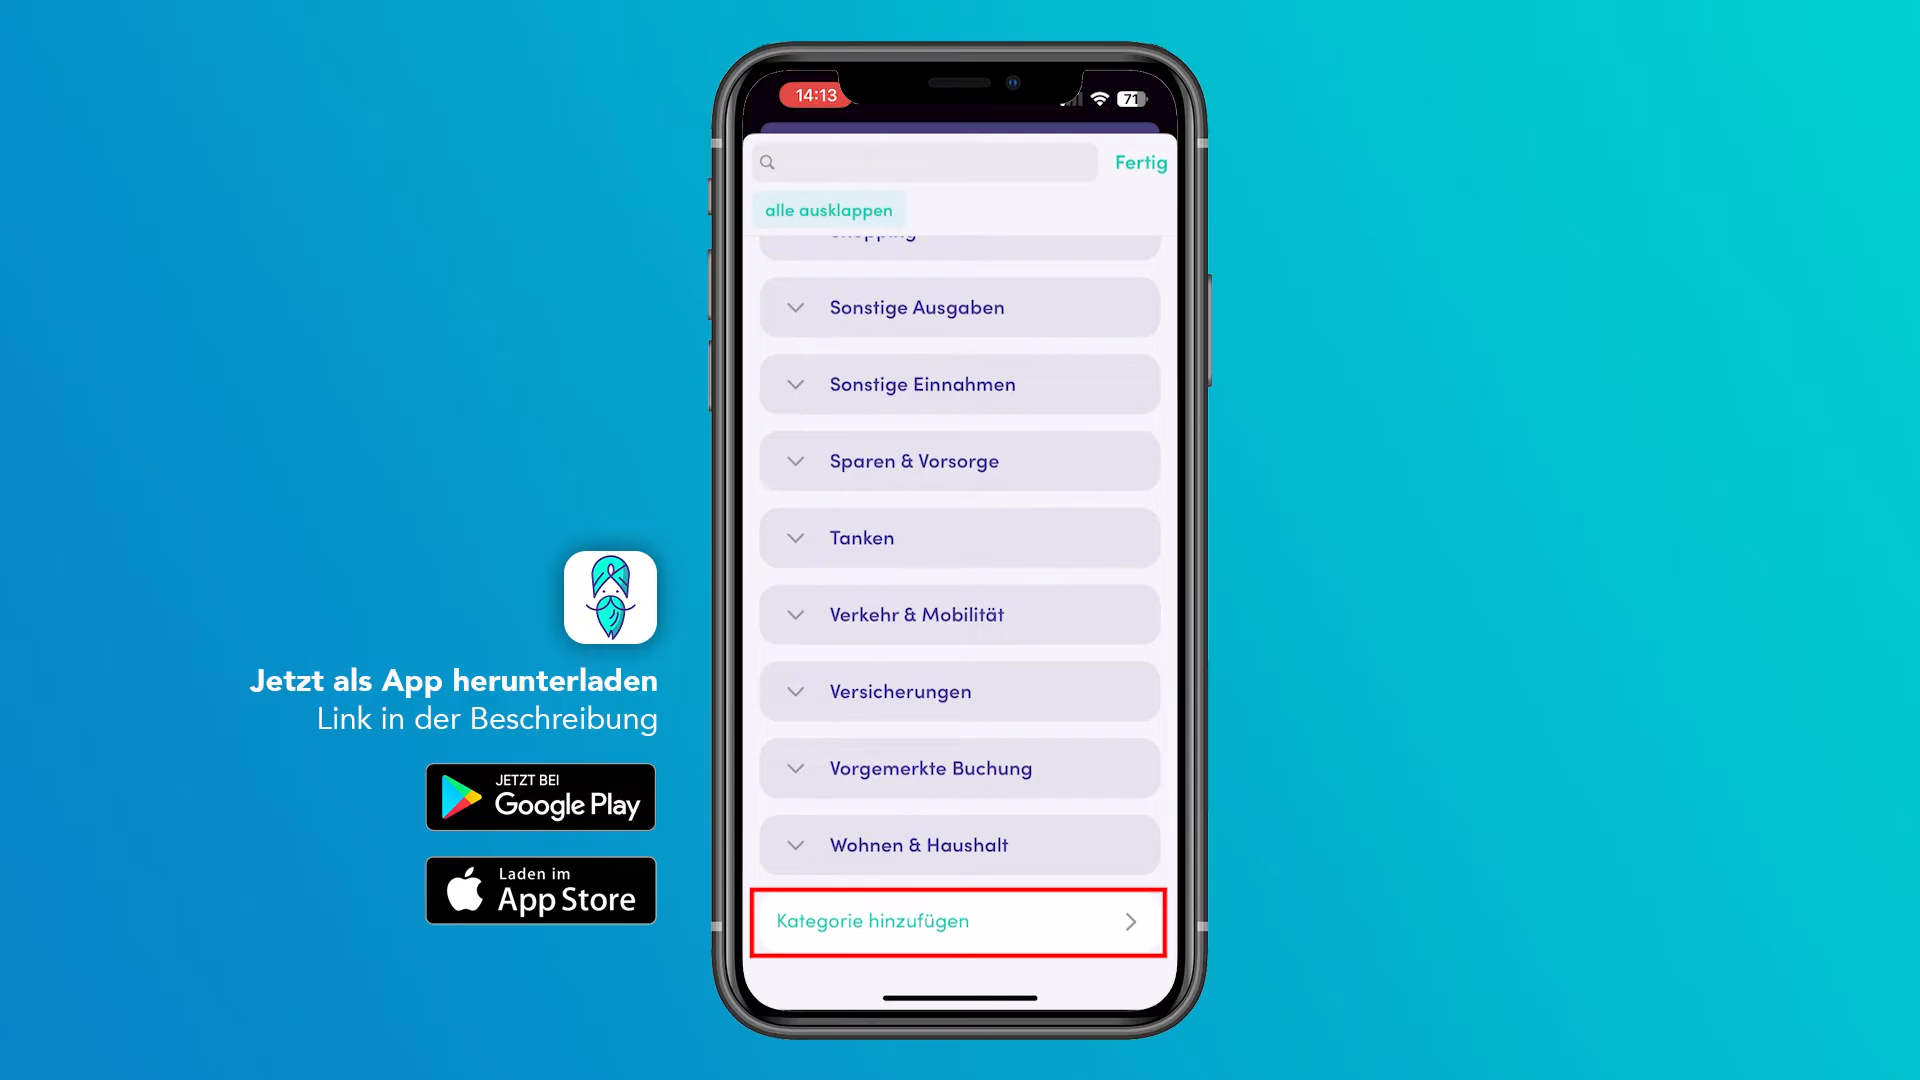 14:13
71
Fertig
alle ausklappen
Shopping
Sonstige Ausgaben
Sonstige Einnahmen
Sparen & Vorsorge
Tanken
Verkehr & Mobilität
Versicherungen
Vorgemerkte Buchung
Wohnen & Haushalt
Kategorie hinzufügen
Jetzt als App herunterladen
Link in der Beschreibung
JETZT BEI
Google Play
Laden im
App Store